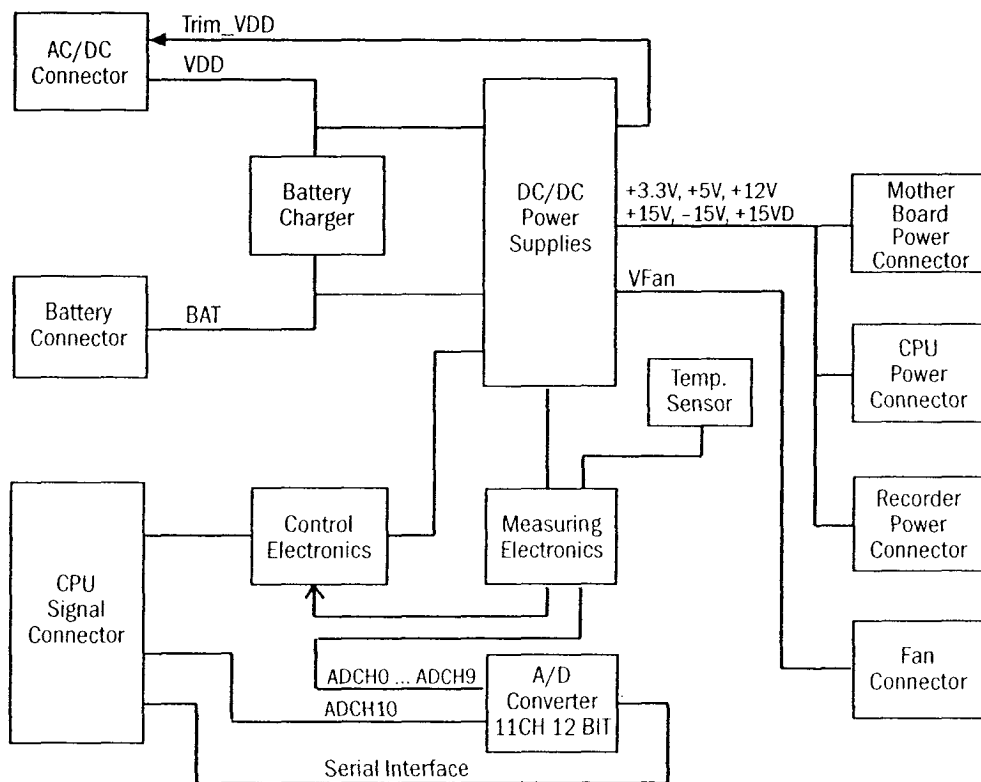 Trim_VDD
AC/DC
Connector
VDD
Battery
Charger
DC/DC
Power
Supplies
+3.3V, +5V, +12V
+15V, −15V, +15VD
Mother
Board
Power
Connector
VFan
Battery
Connector
BAT
CPU
Power
Connector
Temp.
Sensor
Control
Electronics
Measuring
Electronics
Recorder
Power
Connector
CPU
Signal
Connector
ADCH0 ... ADCH9
ADCH10
A/D
Converter
11CH 12 BIT
Fan
Connector
Serial Interface